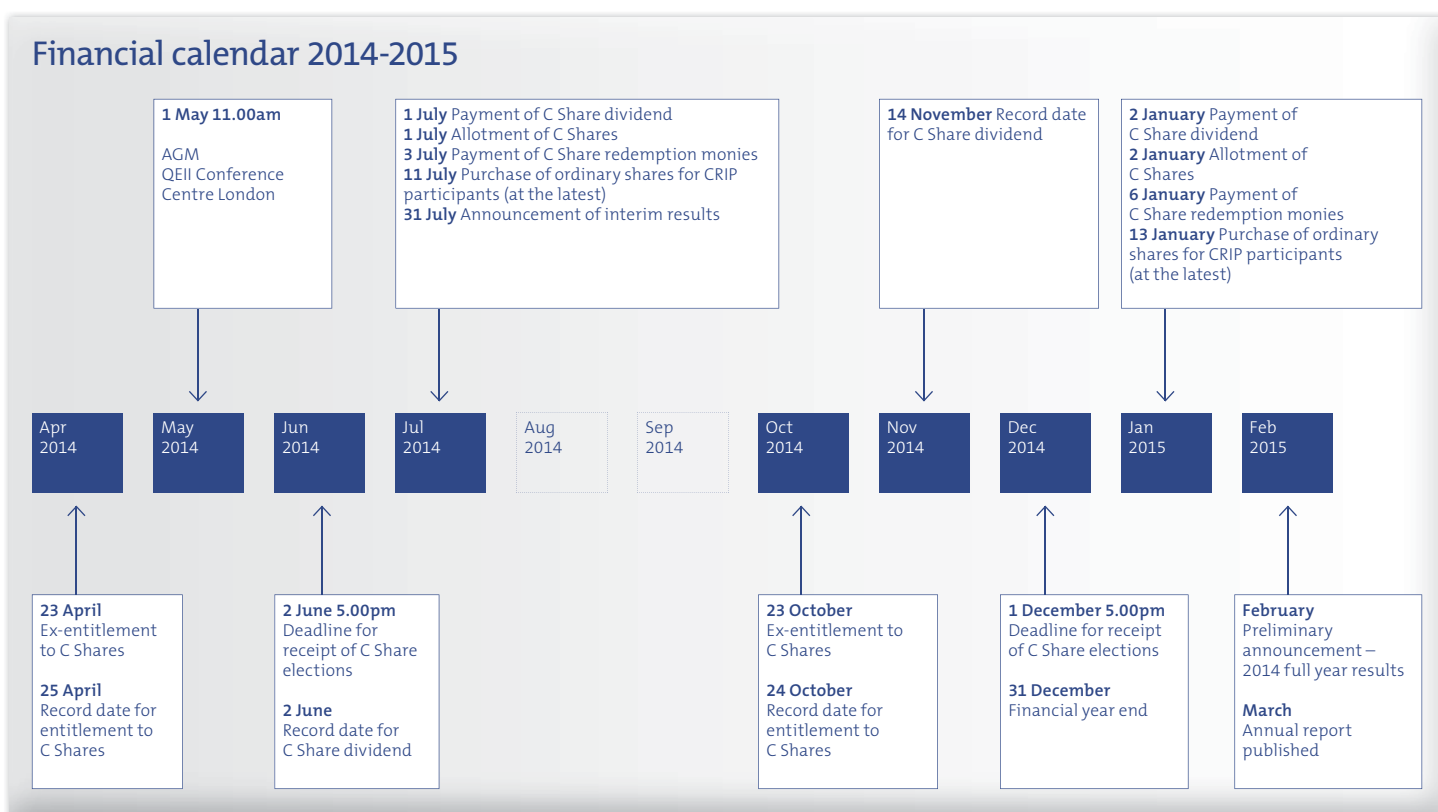 Financial calendar 2014-2015
1 May 11.00am
AGM
QEII Conference
Centre London
1 July Payment of C Share dividend
1 July Allotment of C Shares
3 July Payment of C Share redemption monies
11 July Purchase of ordinary shares for CRIP
participants (at the latest)
31 July Announcement of interim results
14 November Record date
for C Share dividend
2 January Payment of
C Share dividend
2 January Allotment of
C Shares
6 January Payment of
C Share redemption monies
13 January Purchase of ordinary
shares for CRIP participants
(at the latest)
Apr
2014
May
2014
Jun
2014
Jul
2014
Aug
2014
Sep
2014
Oct
2014
Nov
2014
Dec
2014
Jan
2015
Feb
2015
23 April
Ex-entitlement
to C Shares
25 April
Record date for
entitlement to
C Shares
2 June 5.00pm
Deadline for
receipt of C Share
elections
2 June
Record date for
C Share dividend
23 October
Ex-entitlement to
C Shares
24 October
Record date for
entitlement to
C Shares
1 December 5.00pm
Deadline for receipt
of C Share elections
31 December
Financial year end
February
Preliminary
announcement –
2014 full year results
March
Annual report
published